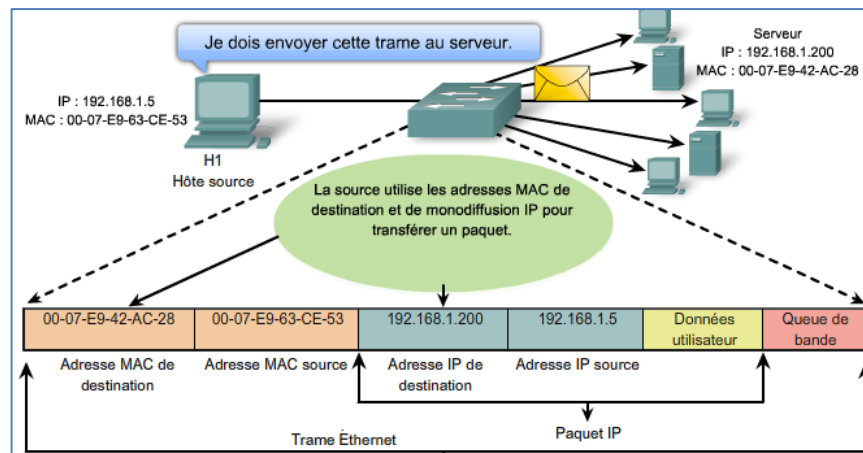 Je dois envoyer cette trame au serveur.
Serveur
IP : 192.168.1.200
MAC : 00-07-E9-42-AC-28
IP : 192.168.1.5
MAC : 00-07-E9-63-CE-53
H1
Hôte source
La source utilise les adresses MAC de
destination et de monodiffusion IP pour
transférer un paquet.
00-07-E9-42-AC-28 00-07-E9-63-CE-53 192.168.1.200 192.168.1.5 Données
utilisateur
Queue de
bande
Adresse MAC de
destination
Adresse MAC source
Adresse IP de
destination
Adresse IP source
Paquet IP
Trame Èthernet